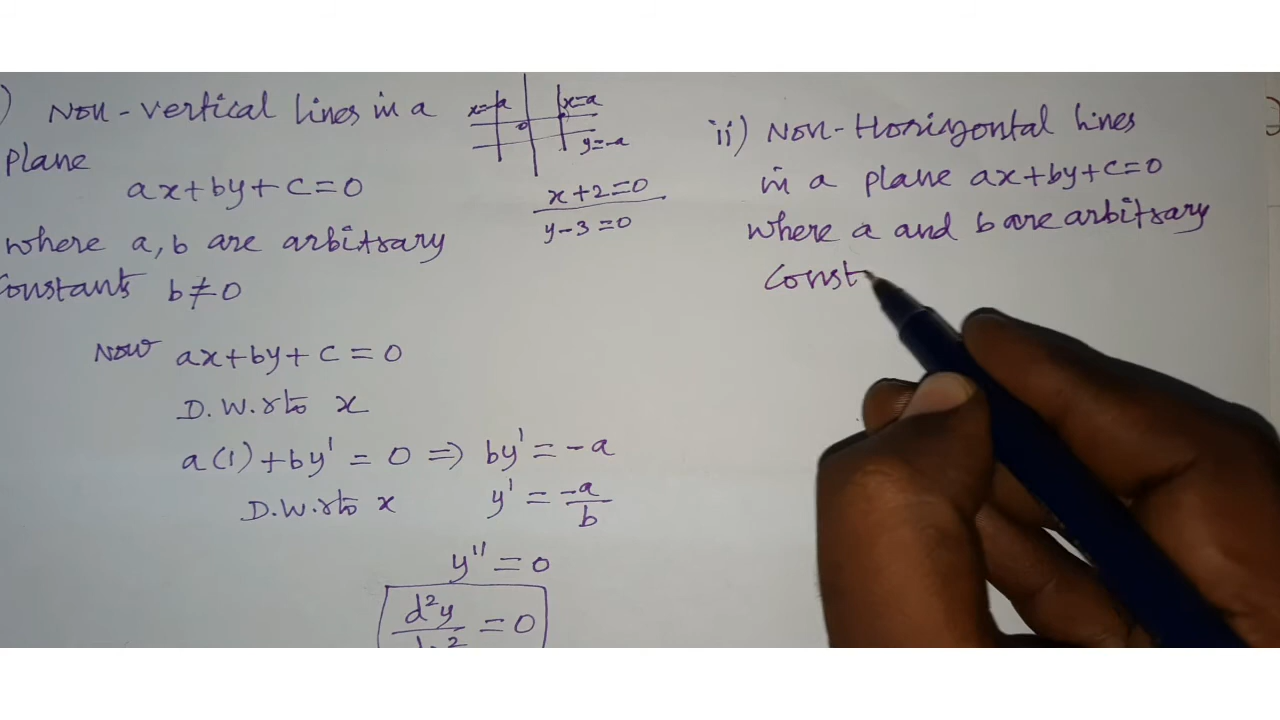 ) Non-vertical lines in a
plane
ax+by+c=0
where a, b are arbitrary
constants b≠0
x=-a
x=a
y=-a
x+2=0
y-3=0
Now ax+by+c=0
D.W.r to x
a(1)+by'=0 ⇒ by'=-a
D.W.r to x y'=-a/b
y''=0
d²y/dx²=0
ii) Non-Horizontal lines
in a plane ax+by+c=0
where a and b are arbitrary
Const